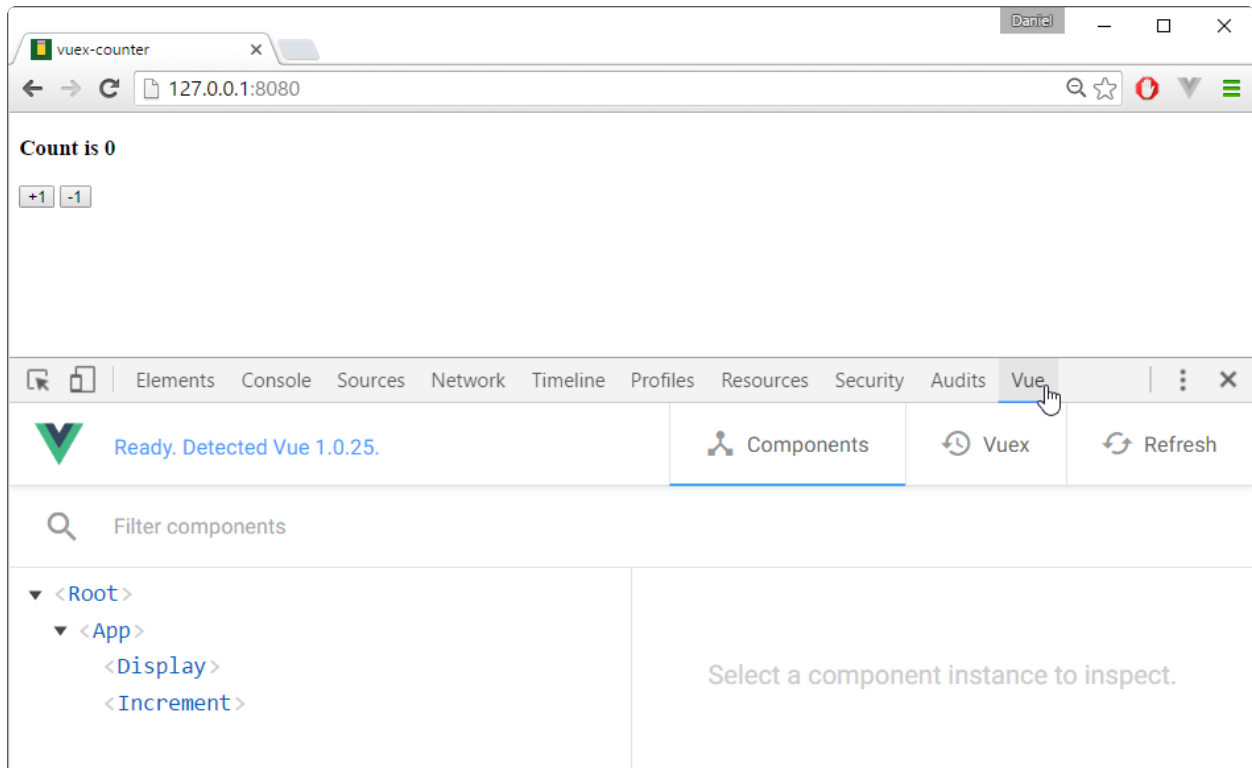 Daniel
vuex-counter
127.0.0.1:8080
Count is 0
+1 -1
Elements Console Sources Network Timeline Profiles Resources Security Audits Vue
Ready. Detected Vue 1.0.25. Components Vuex Refresh
Filter components
<Root>
<App>
<Display>
<Increment>
Select a component instance to inspect.